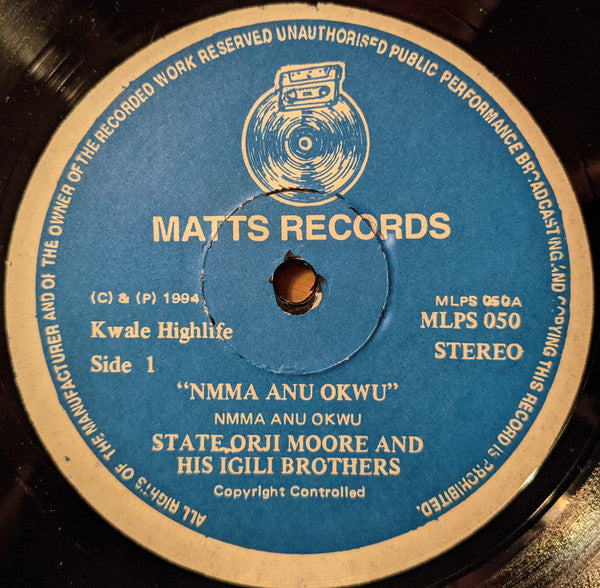 ALL RIGHTS OF THE MANUFACTURER AND OF THE OWNER OF THE RECORDED WORK RESERVED UNAUTHORISED PUBLIC PERFORMANCE BROADCASTING AND COPYING THIS RECORD IS PROHIBITED.
MATTS RECORDS
(C) & (P) 1994
MLPS 050A
Kwale Highlife
MLPS 050
Side 1
STEREO
"NMMA ANU OKWU"
NMMA ANU OKWU
STATE ORJI MOORE AND
HIS IGILI BROTHERS
Copyright Controlled